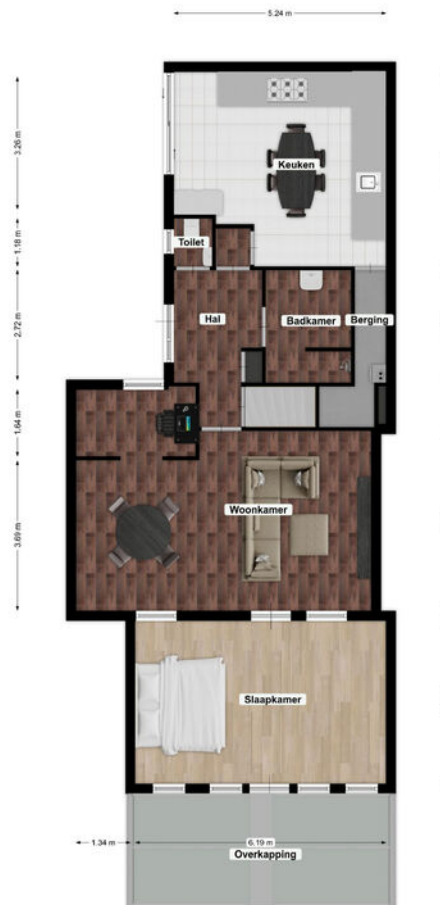 5.24 m
3.26 m
Keuken
1.18 m
Toilet
2.72 m
Hal
Badkamer
Berging
1.64 m
3.69 m
Woonkamer
Slaapkamer
1.34 m
6.19 m
Overkapping